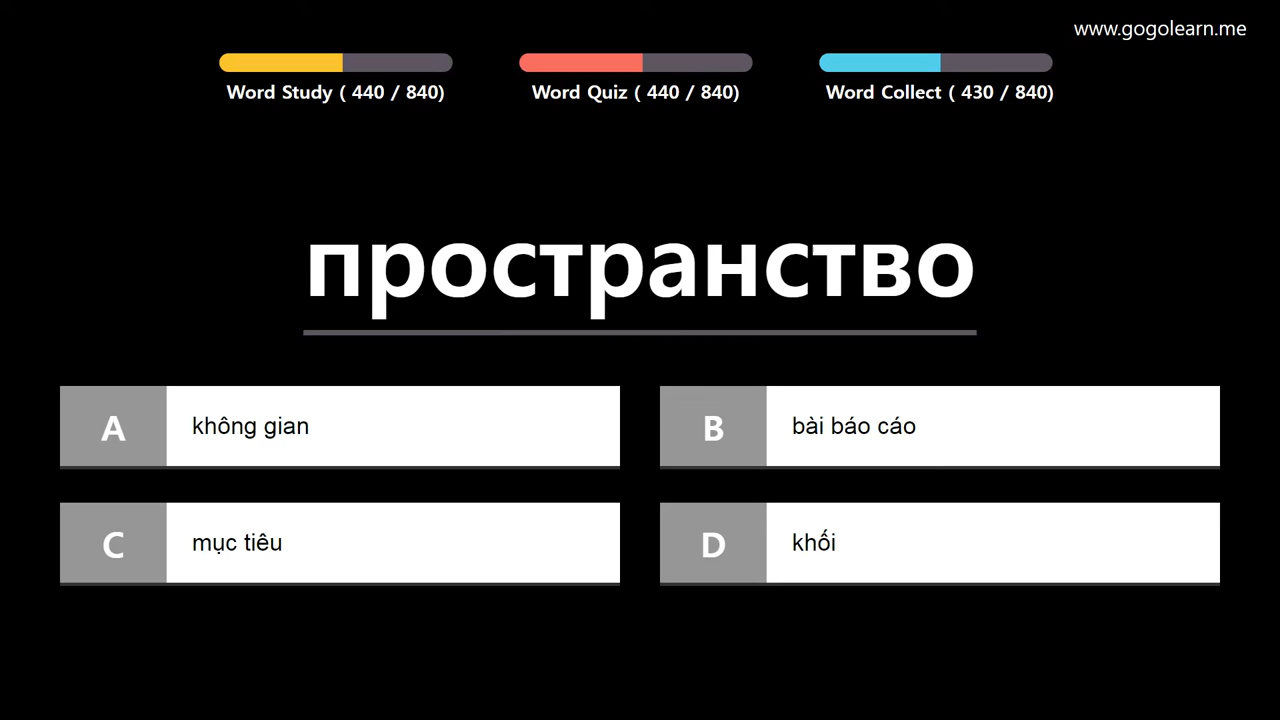 www.gogolearn.me
Word Study ( 440 / 840)
Word Quiz ( 440 / 840)
Word Collect ( 430 / 840)
пространство
A không gian
B bài báo cáo
C mục tiêu
D khối